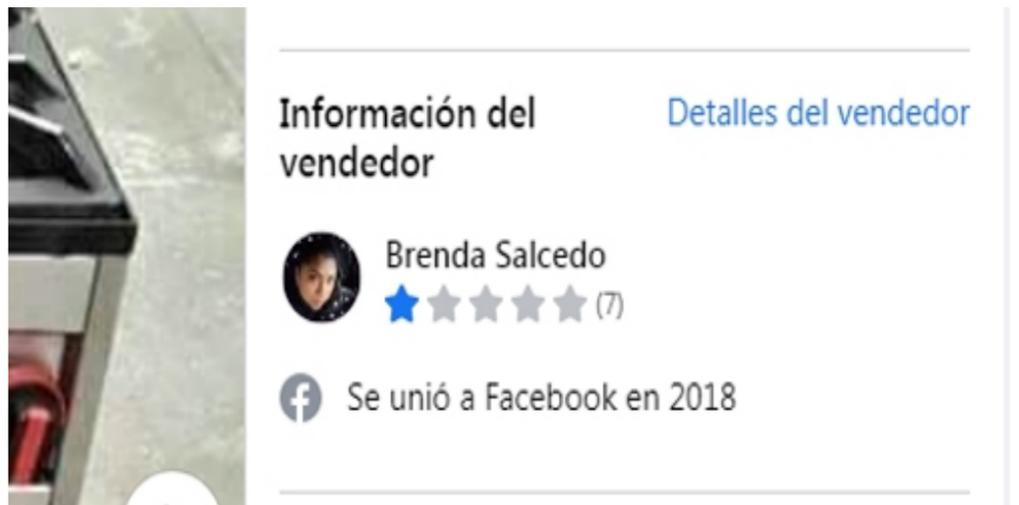 Información del
vendedor
Detalles del vendedor
Brenda Salcedo
(7)
Se unió a Facebook en 2018